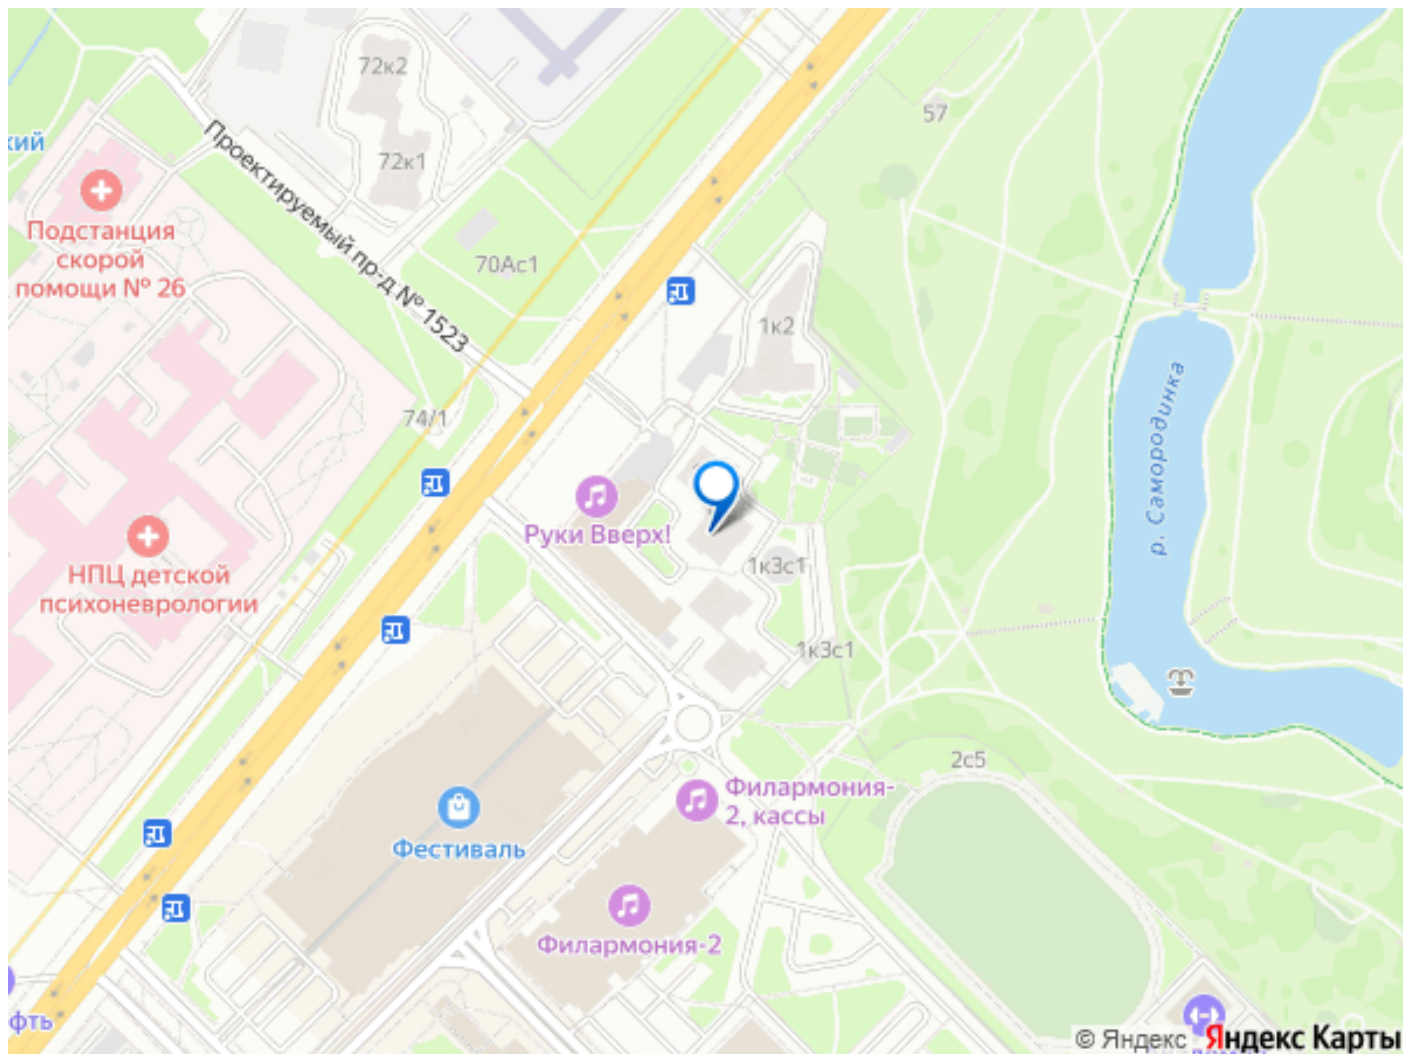 72к2
57
кий
Проектируемый пр-д № 1523
72к1
Подстанция
скорой
помощи № 26
70Ас1
1к2
р. Самородинка
74/1
Руки Вверх!
1к3с1
НПЦ детской
психоневрологии
1к3с1
2с5
Филармония-
2, кассы
Фестиваль
Филармония-2
фть
© Яндекс Яндекс Карты